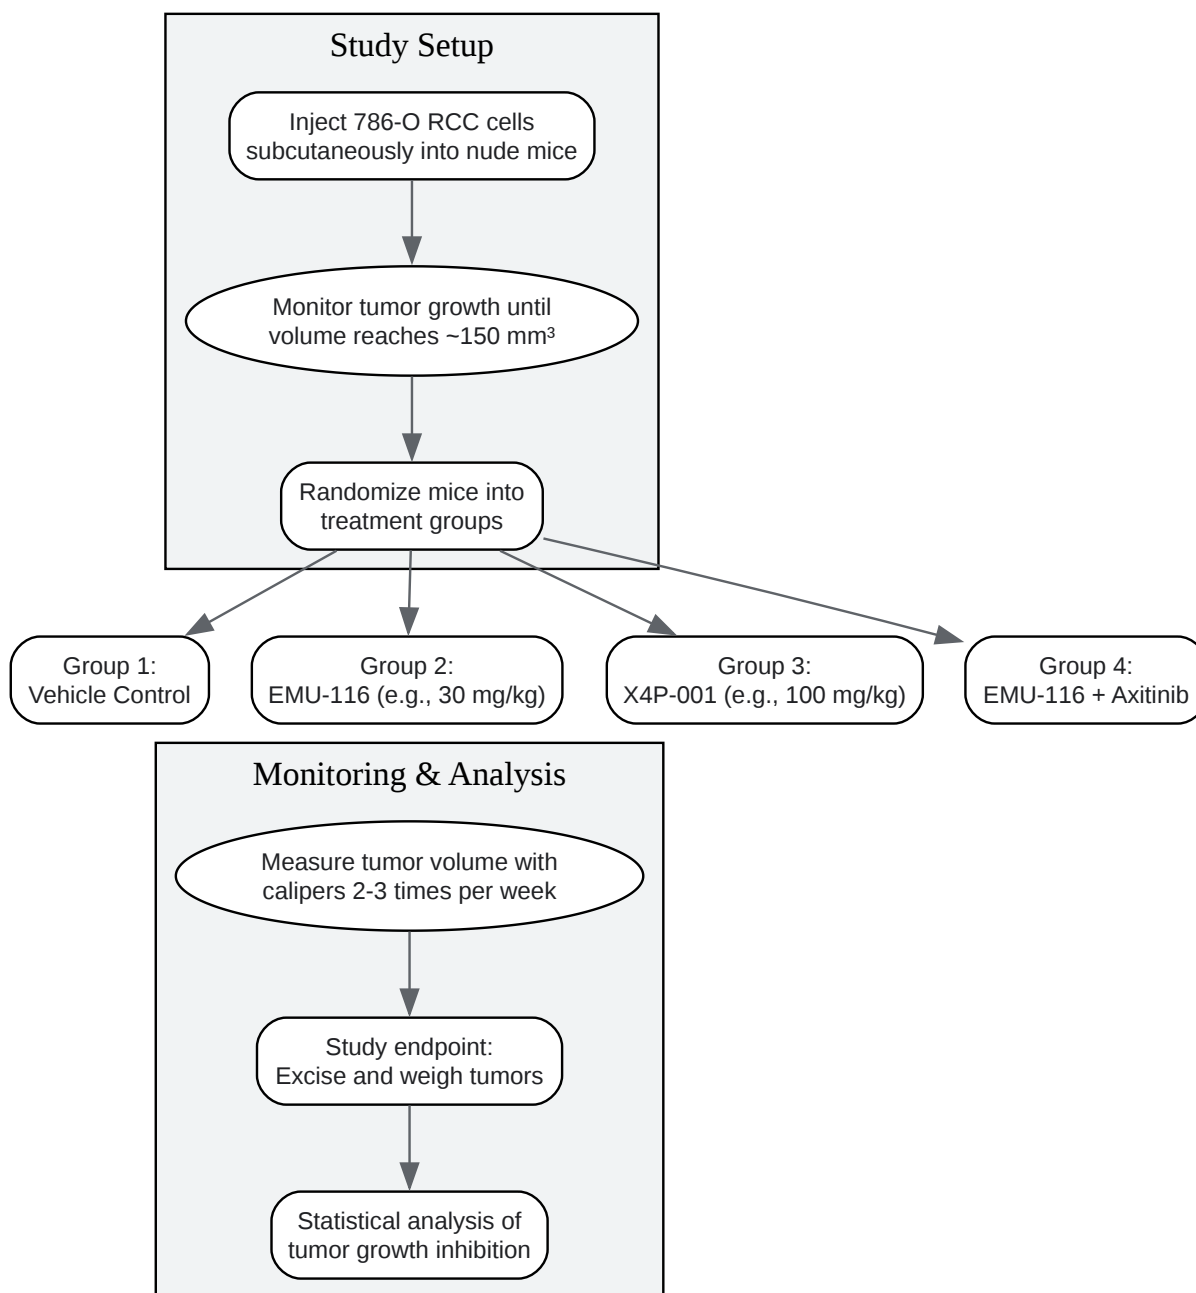 Study Setup
Inject 786-O RCC cells
subcutaneously into nude mice
Monitor tumor growth until
volume reaches ~150 mm³
Randomize mice into
treatment groups
Group 1:
Vehicle Control
Group 2:
EMU-116 (e.g., 30 mg/kg)
Group 3:
X4P-001 (e.g., 100 mg/kg)
Group 4:
EMU-116 + Axitinib
Monitoring & Analysis
Measure tumor volume with
calipers 2-3 times per week
Study endpoint:
Excise and weigh tumors
Statistical analysis of
tumor growth inhibition